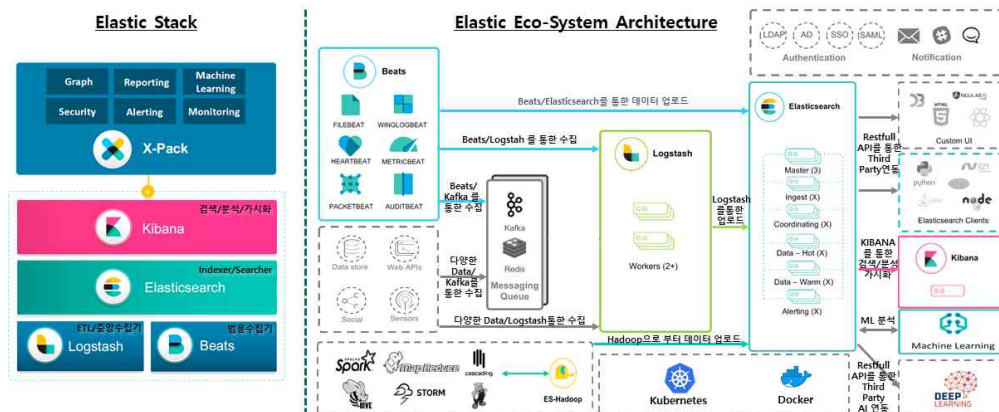 Elastic Stack
Graph
Reporting
Machine
Learning
Security
Alerting
Monitoring
X-Pack
검색/분석/가시화
Kibana
Indexer/Searcher
Elasticsearch
ETL/중앙수집기
Logstash
범용수집기
Beats
Elastic Eco-System Architecture
Beats
FILEBEAT
WINGLOGBEAT
HEARTBEAT
METRICBEAT
PACKETBEAT
AUDITBEAT
Data store
Web APIs
Social
Sensors
Beats/Elasticsearch를 통한 데이터 업로드
Beats/Logstah 를 통한 수집
Beats/
Kafka 를
통한 수집
다양한
Data/
Kafka를
통한 수집
다양한 Data/Logstash통한 수집
Kafka
Redis
Messaging
Queue
Logstash
Workers (2+)
Logstash
를통한
업로드
Hadoop으로 부터 데이터 업로드
Elasticsearch
Master (3)
Ingest (X)
Coordinating (X)
Data – Hot (X)
Data – Warm (X)
Alerting (X)
LDAP
AD
SSO
SAML
Authentication
Notification
Restfull
API를 통한
Third
Party연동
HTML
Custom UI
python
node
Elasticsearch Clients
KIBANA
를 통한
검색/분석
가시화
Kibana
ML 분석
Machine Learning
Restfull
API를 통한
Third
Party
AI 연동
DEEP
LEARNING
APACHE
Spark
MapReduce
cascading
HIVE
STORM
ES-Hadoop
Kubernetes
Docker